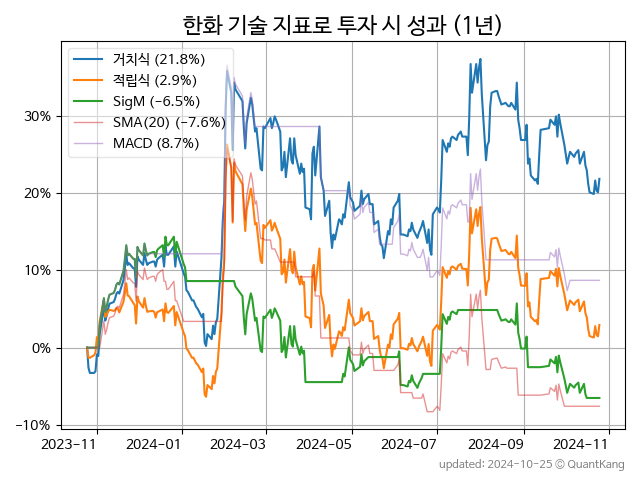 한화 기술 지표로 투자 시 성과 (1년)
거치식 (21.8%)
적립식 (2.9%)
SigM (−6.5%)
SMA(20) (−7.6%)
MACD (8.7%)
30%
20%
10%
0%
−10%
2023-11 2024-01 2024-03 2024-05 2024-07 2024-09 2024-11
updated: 2024-10-25 © QuantKang